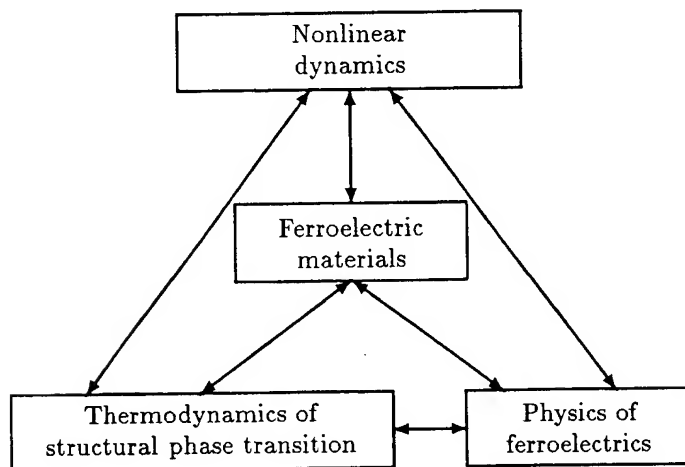 Nonlinear
dynamics
Ferroelectric
materials
Thermodynamics of
structural phase transition
Physics of
ferroelectrics